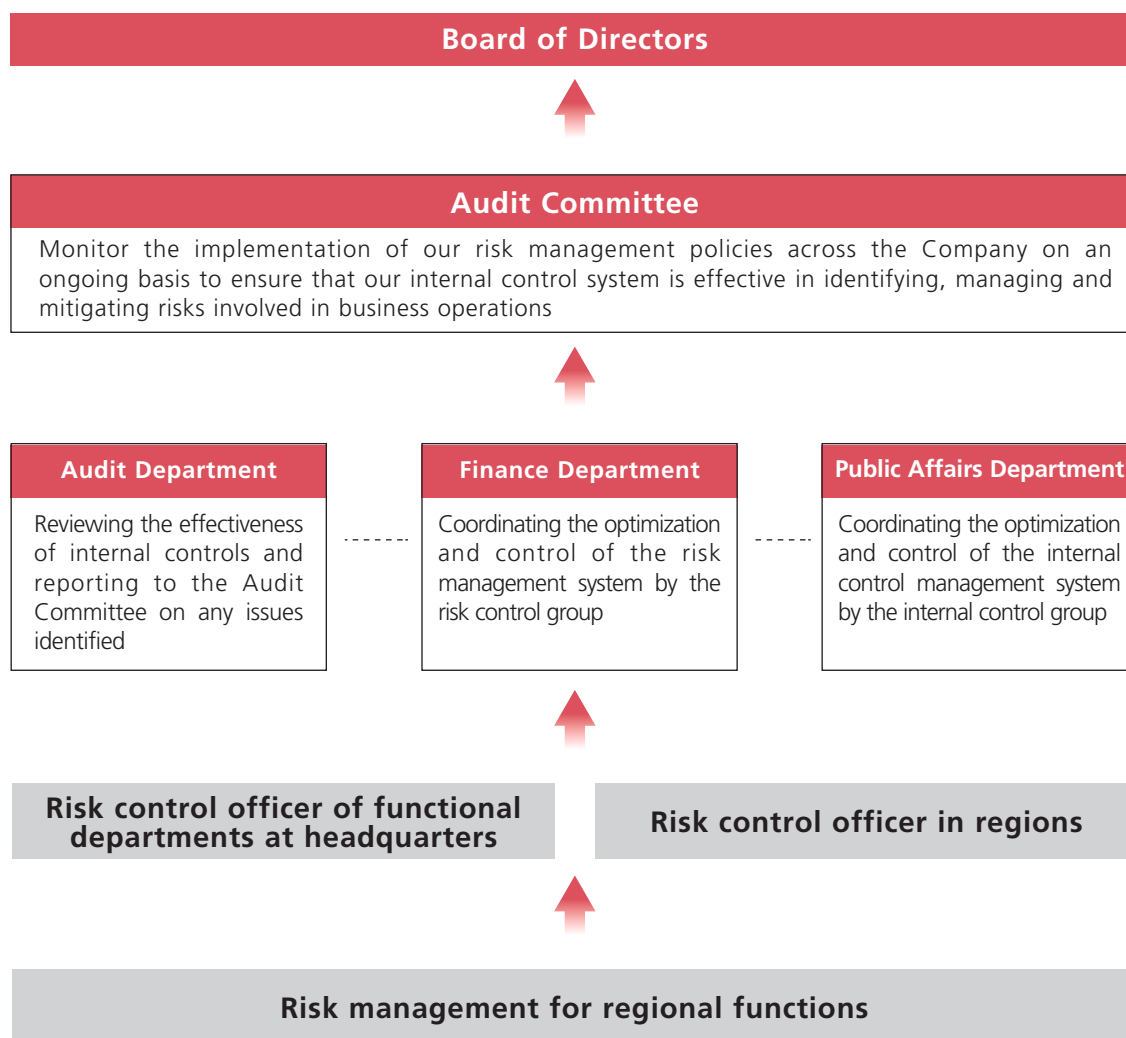 Board of Directors
Audit Committee
Monitor the implementation of our risk management policies across the Company on an
ongoing basis to ensure that our internal control system is effective in identifying, managing and
mitigating risks involved in business operations
Audit Department
Reviewing the effectiveness
of internal controls and
reporting to the Audit
Committee on any issues
identified
Finance Department
Coordinating the optimization
and control of the risk
management system by the
risk control group
Public Affairs Department
Coordinating the optimization
and control of the internal
control management system
by the internal control group
Risk control officer of functional
departments at headquarters
Risk control officer in regions
Risk management for regional functions